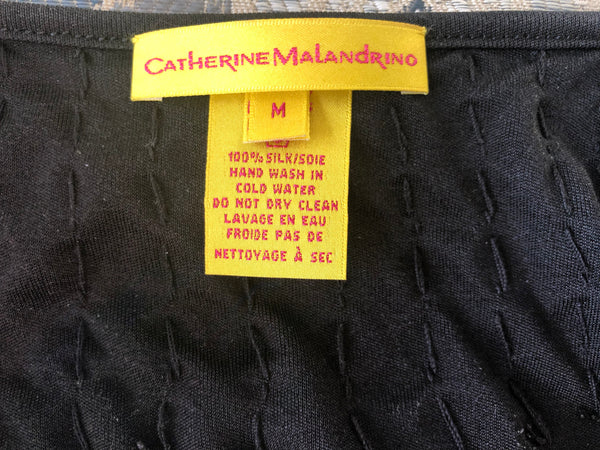 CATHERINE MALANDRINO
M
100% SILK/SOIE
HAND WASH IN
COLD WATER
DO NOT DRY CLEAN
LAVAGE EN EAU
FROIDE PAS DE
NETTOYAGE À SEC